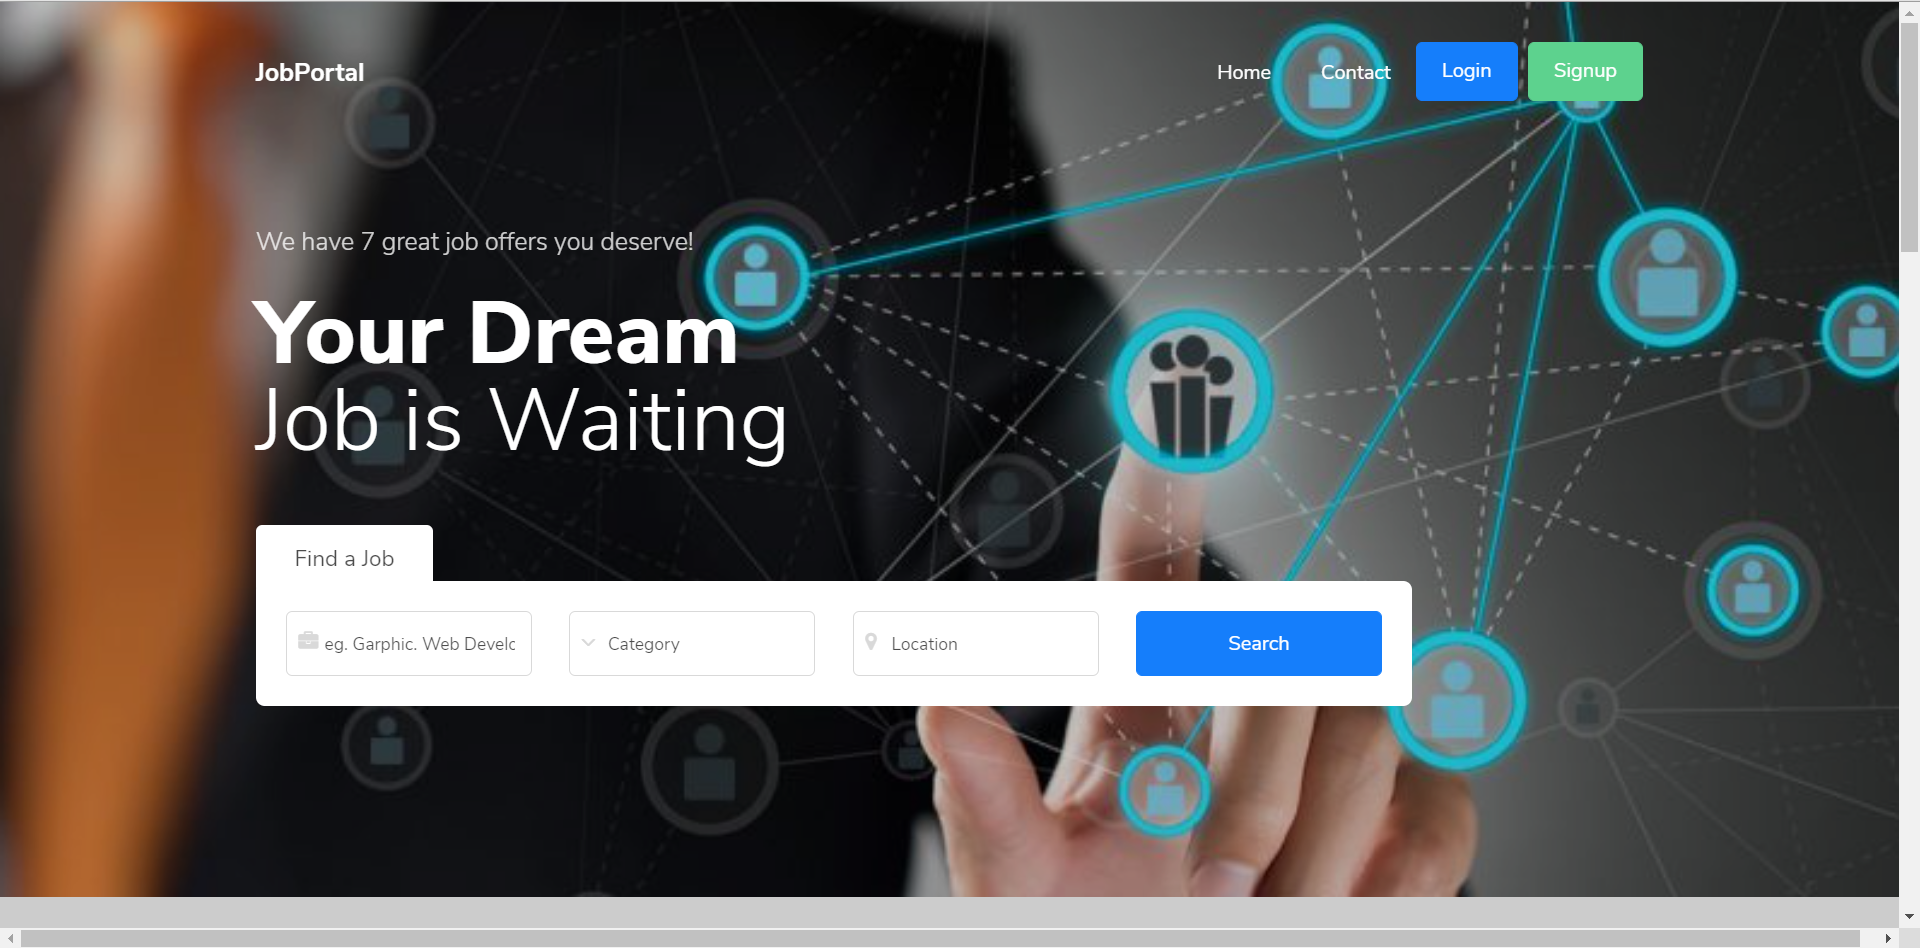 JobPortal
Home
Contact
Login
Signup
We have 7 great job offers you deserve!
Your Dream
Job is Waiting
Find a Job
eg. Garphic. Web Develc
Category
Location
Search